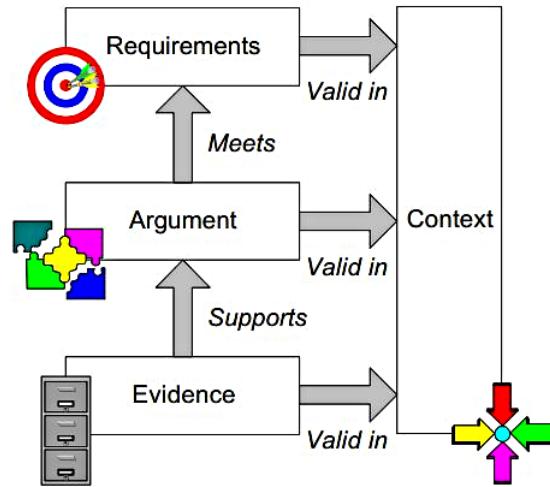 Requirements
Valid in
Meets
Argument
Context
Valid in
Supports
Evidence
Valid in